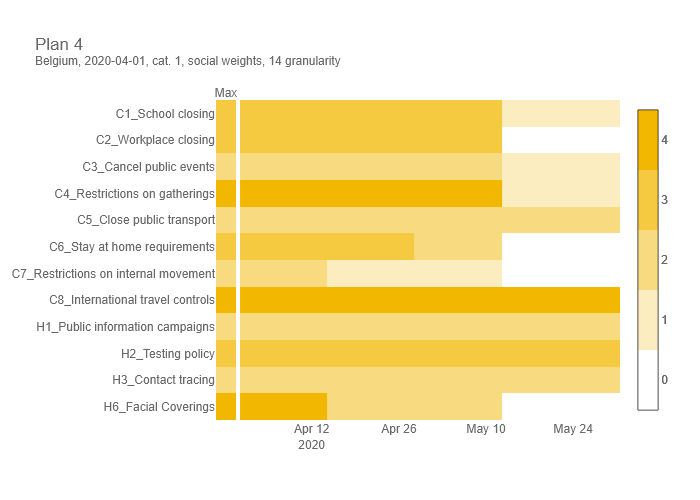 Plan 4
Belgium, 2020-04-01, cat. 1, social weights, 14 granularity
Max
C1_School closing
C2_Workplace closing
C3_Cancel public events
C4_Restrictions on gatherings
C5_Close public transport
C6_Stay at home requirements
C7_Restrictions on internal movement
C8_International travel controls
H1_Public information campaigns
H2_Testing policy
H3_Contact tracing
H6_Facial Coverings
Apr 12 Apr 26 May 10 May 24
2020
4
3
2
1
0